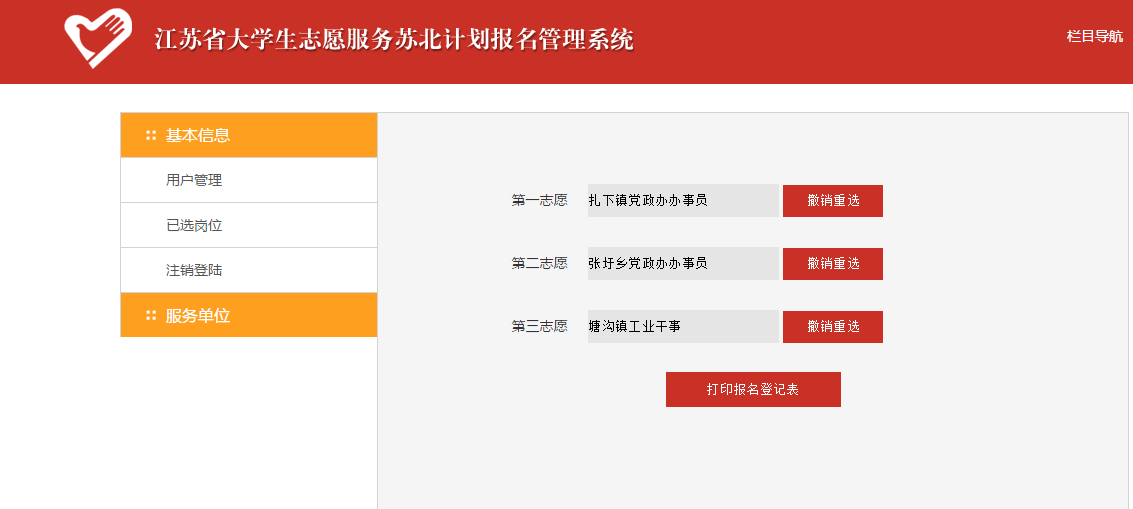 江苏省大学生志愿服务苏北计划报名管理系统
栏目导航
基本信息
用户管理
已选岗位
注销登陆
服务单位
第一志愿 扎下镇党政办办事员 撤销重选
第二志愿 张圩乡党政办办事员 撤销重选
第三志愿 塘沟镇工业干事 撤销重选
打印报名登记表